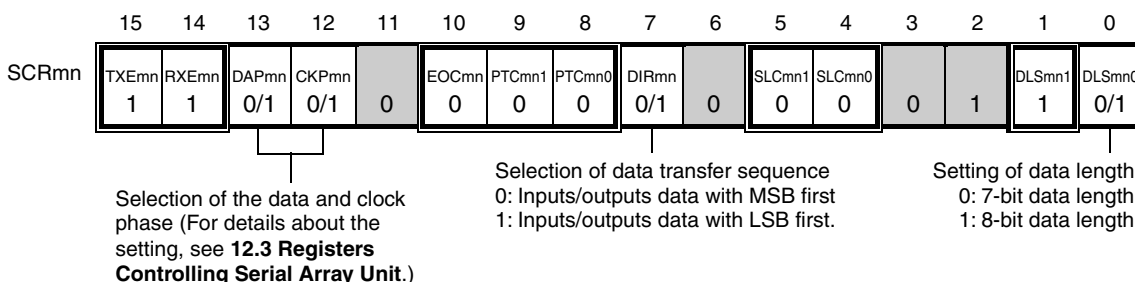 15 14 13 12 11 10 9 8 7 6 5 4 3 2 1 0
SCRmn
TXEmn RXEmn DAPmn CKPmn EOCmn PTCmn1 PTCmn0 DIRmn SLCmn1 SLCmn0 DLSmn1 DLSmn0
1 1 0/1 0/1 0 0 0 0 0/1 0 0 0 0 1 1 0/1
Selection of the data and clock
phase (For details about the
setting, see 12.3 Registers
Controlling Serial Array Unit.)
Selection of data transfer sequence
0: Inputs/outputs data with MSB first
1: Inputs/outputs data with LSB first.
Setting of data length
0: 7-bit data length
1: 8-bit data length